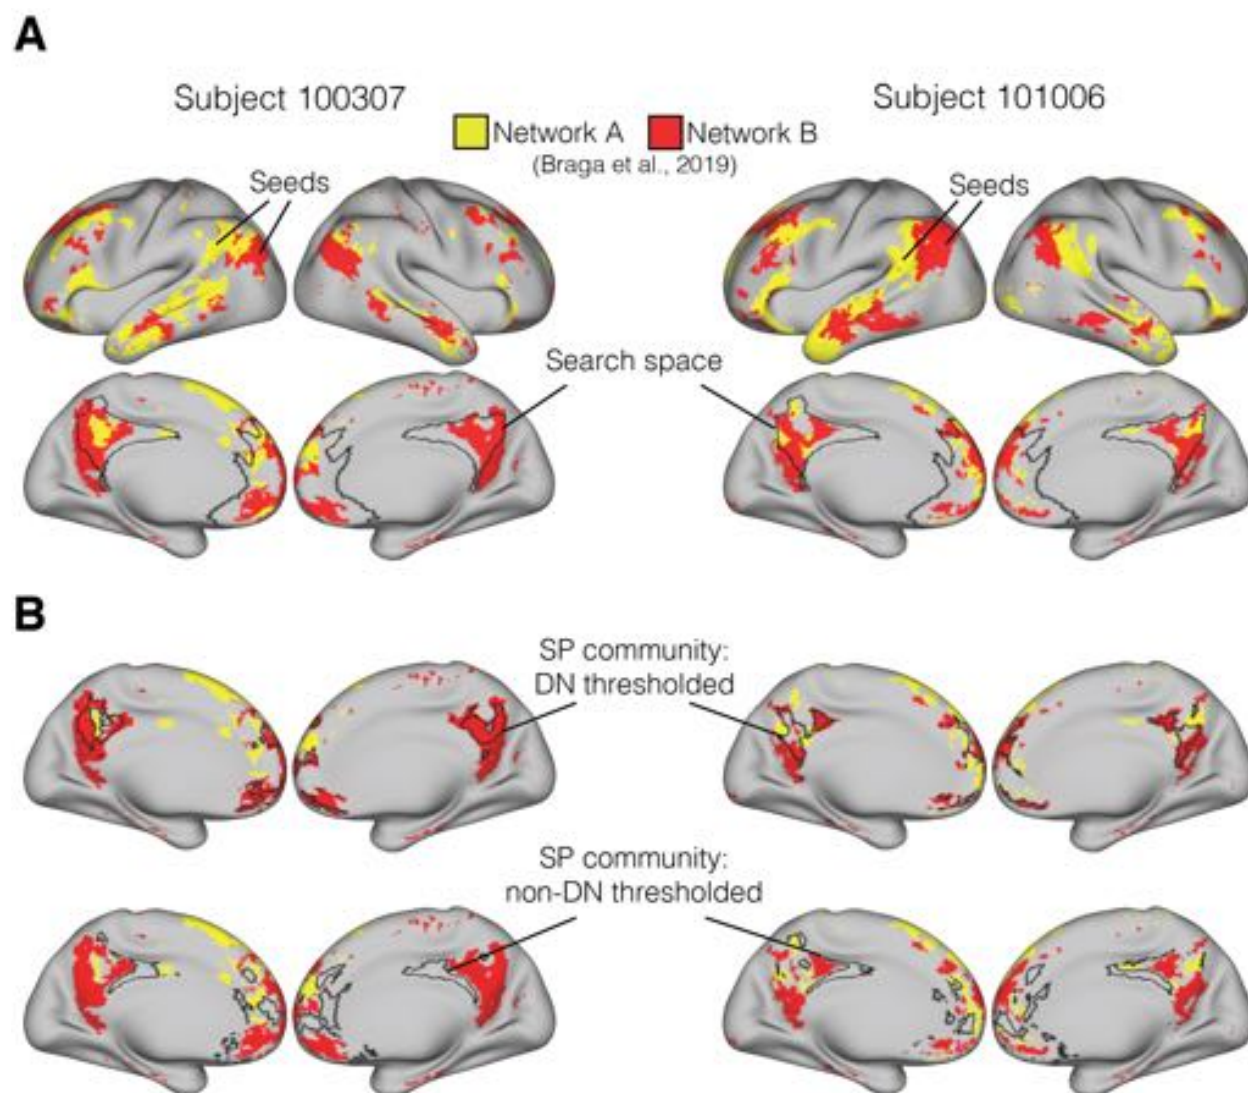 A
Subject 100307
Subject 101006
Network A
Network B
(Braga et al., 2019)
Seeds
Seeds
Search space
B
SP community:
DN thresholded
SP community:
non-DN thresholded